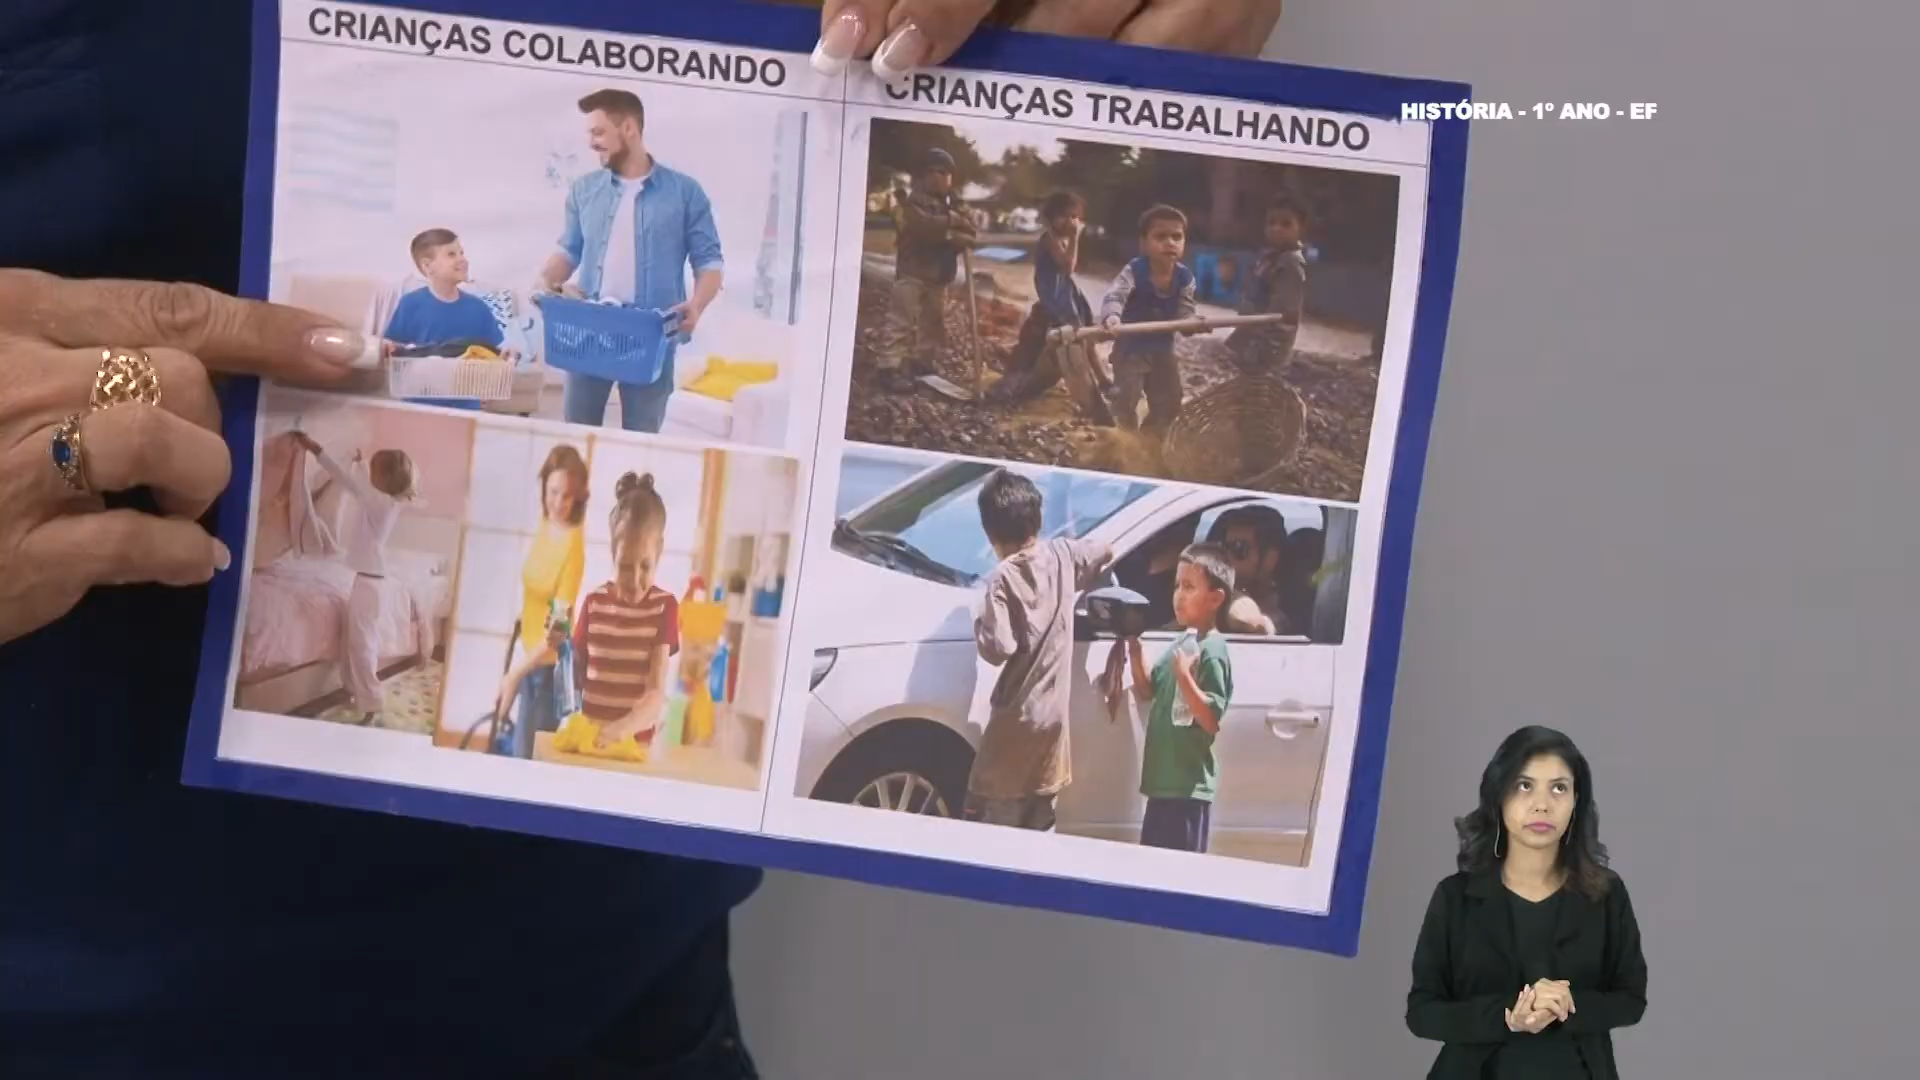 CRIANÇAS COLABORANDO
CRIANÇAS TRABALHANDO
HISTÓRIA - 1º ANO - EF